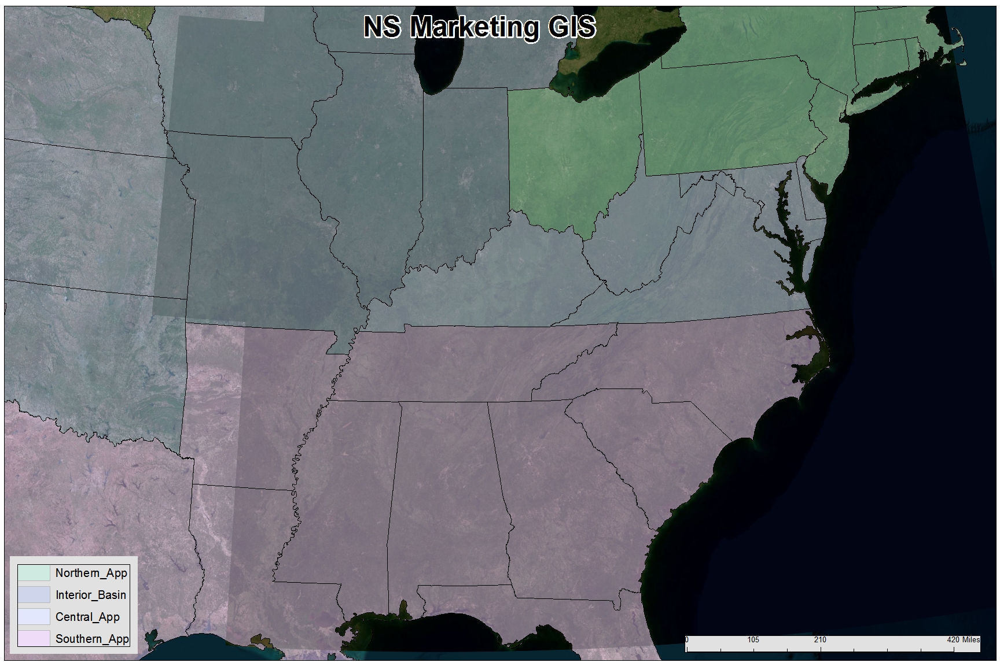 NS Marketing GIS
Northern_App
Interior_Basin
Central_App
Southern_App
0 105 210 420 Miles